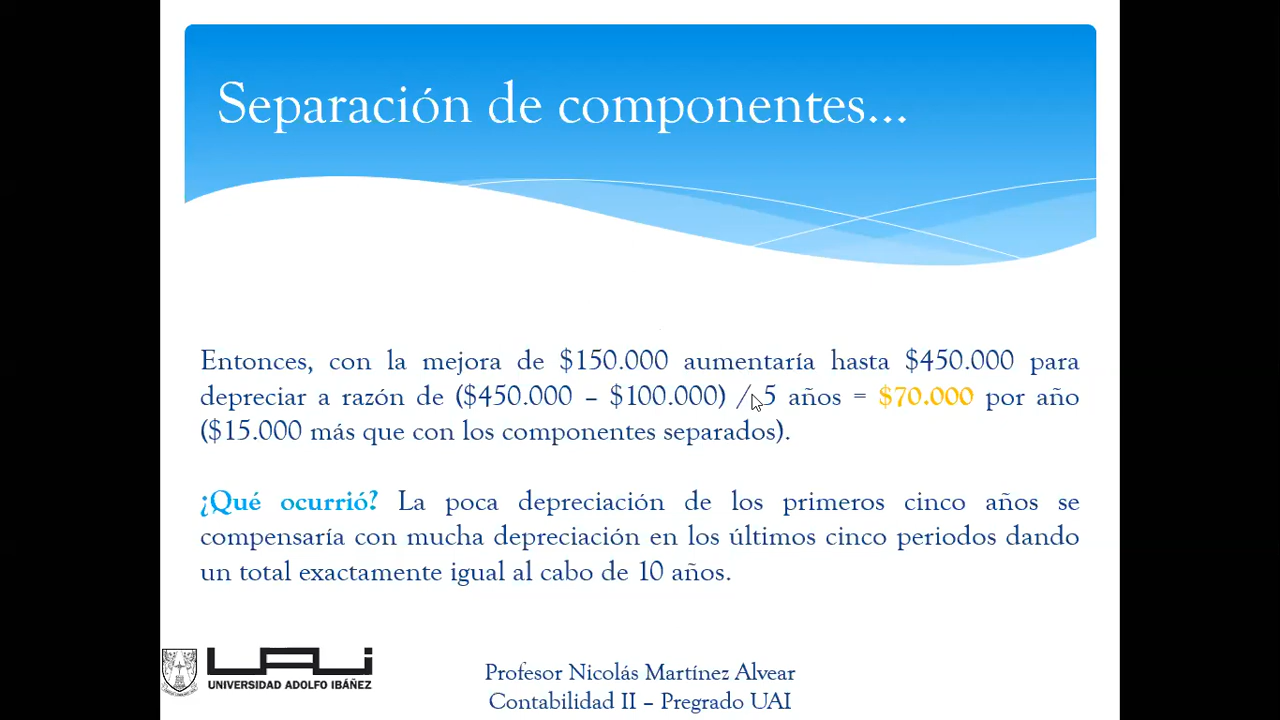 Separación de componentes...
Entonces, con la mejora de $150.000 aumentaría hasta $450.000 para
depreciar a razón de ($450.000 – $100.000) / 5 años = $70.000 por año
($15.000 más que con los componentes separados).
¿Qué ocurrió? La poca depreciación de los primeros cinco años se
compensaría con mucha depreciación en los últimos cinco periodos dando
un total exactamente igual al cabo de 10 años.
UAI
UNIVERSIDAD ADOLFO IBÁÑEZ
Profesor Nicolás Martínez Alvear
Contabilidad II – Pregrado UAI